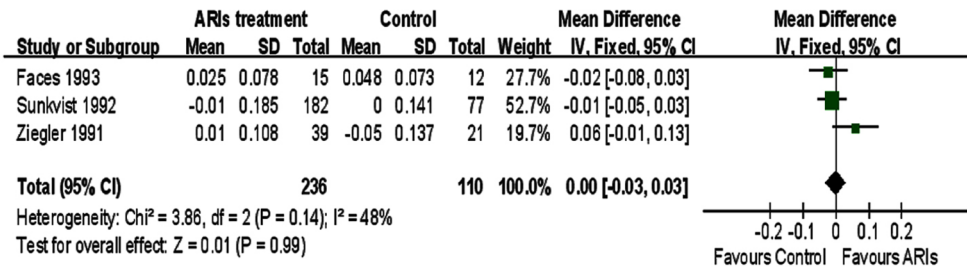 ARIs treatment Control Mean Difference Mean Difference
Study or Subgroup Mean SD Total Mean SD Total Weight IV, Fixed, 95% CI IV, Fixed, 95% CI
Faces 1993 0.025 0.078 15 0.048 0.073 12 27.7% -0.02 [-0.08, 0.03]
Sunkvist 1992 -0.01 0.185 182 0 0.141 77 52.7% -0.01 [-0.05, 0.03]
Ziegler 1991 0.01 0.108 39 -0.05 0.137 21 19.7% 0.06 [-0.01, 0.13]
Total (95% CI) 236 110 100.0% 0.00 [-0.03, 0.03]
Heterogeneity: Chi² = 3.86, df = 2 (P = 0.14); I² = 48%
Test for overall effect: Z = 0.01 (P = 0.99)
-0.2 -0.1 0 0.1 0.2
Favours Control Favours ARIs